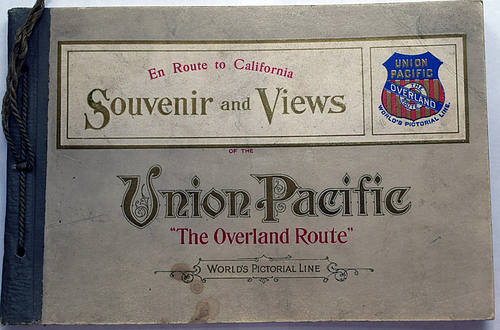 En Route to California
Souvenir and Views
UNION
PACIFIC
THE
OVERLAND
ROUTE
WORLD'S PICTORIAL LINE.
OF THE
Union Pacific
"The Overland Route"
WORLD'S PICTORIAL LINE